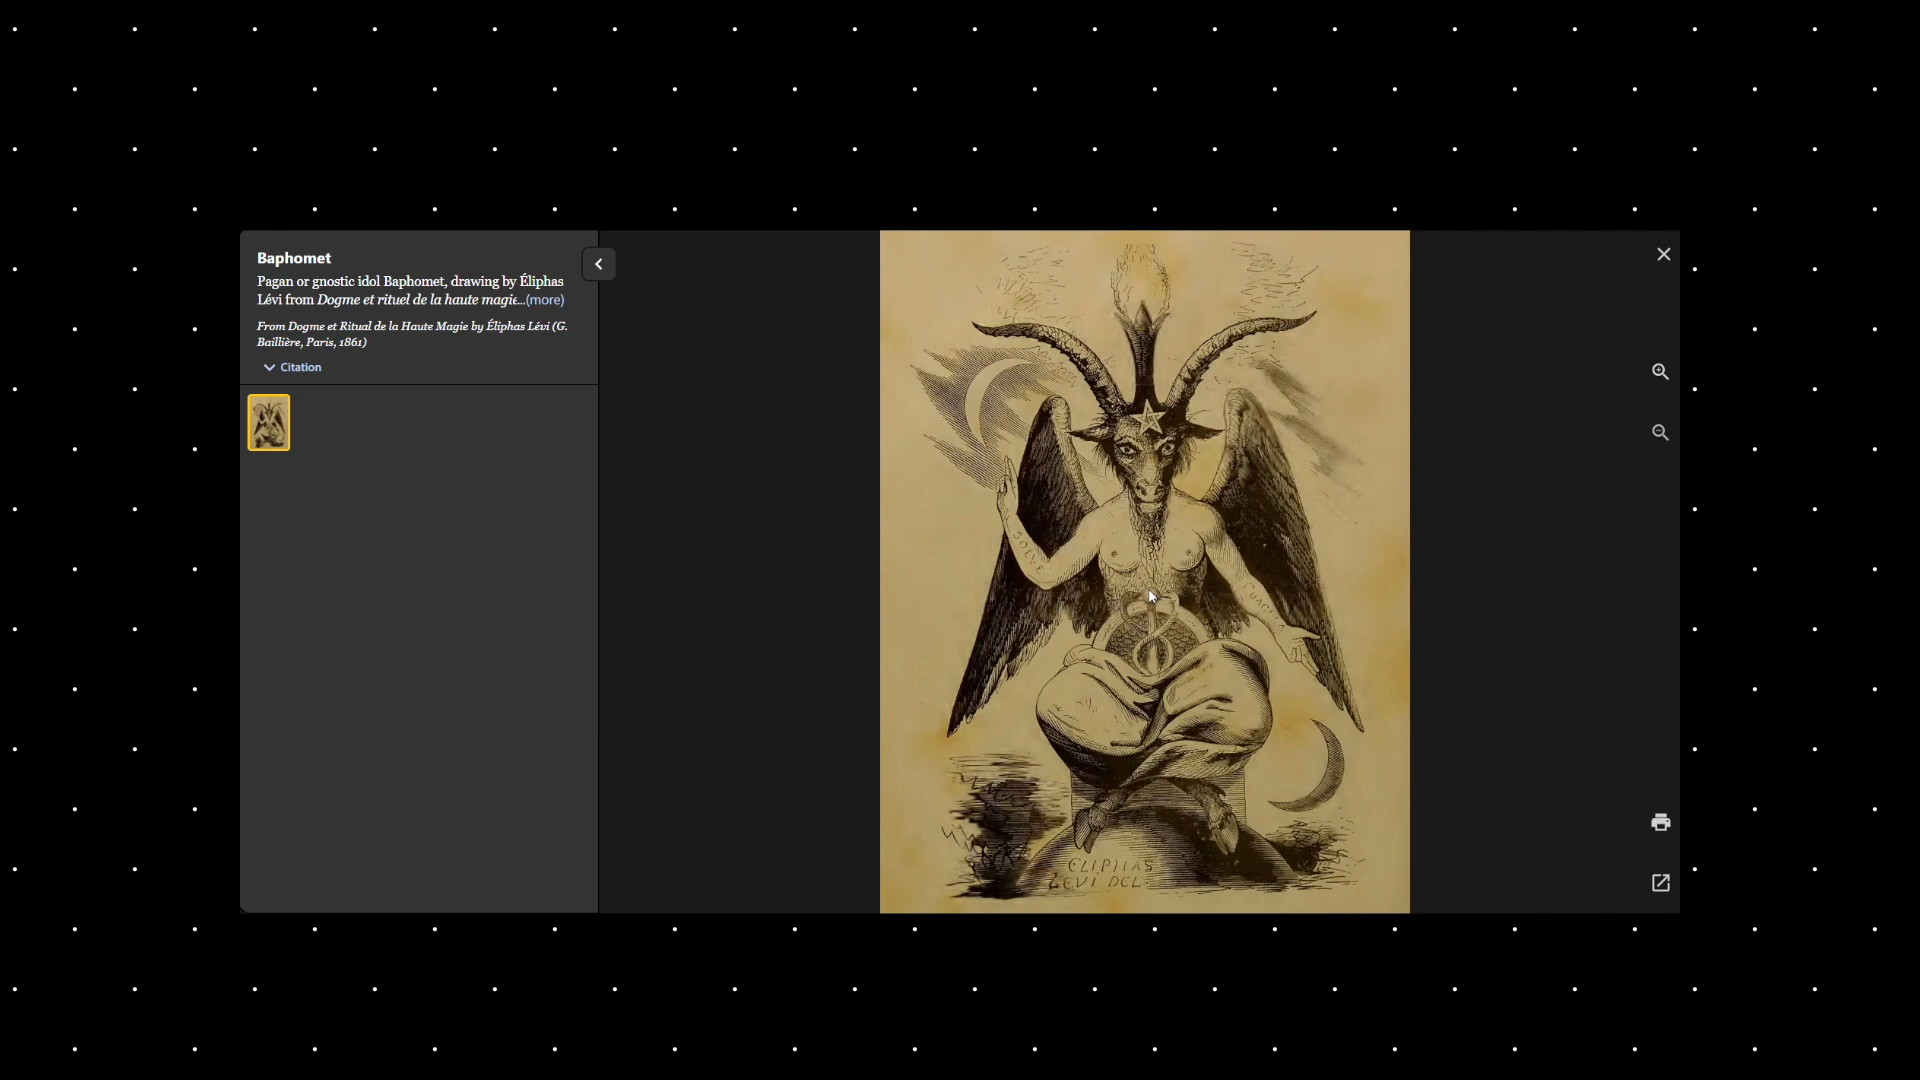 Baphomet
Pagan or gnostic idol Baphomet, drawing by Éliphas
Lévi from Dogme et rituel de la haute magie...(more)
From Dogme et Ritual de la Haute Magie by Éliphas Lévi (G.
Baillière, Paris, 1861)
Citation
SOLVE
COAGULA
ELIPHAS
LEVI DEL